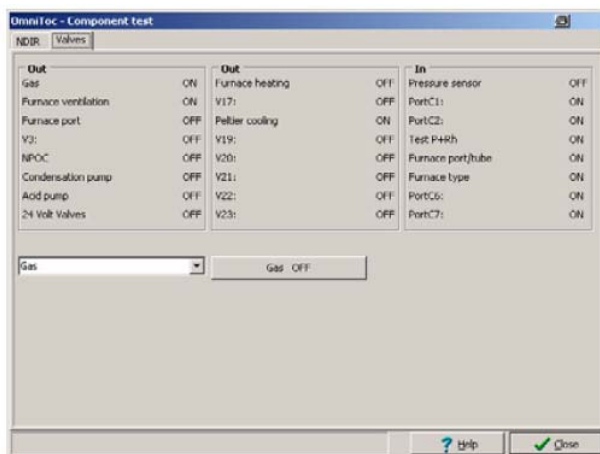 OmniToc - Component test
NDIR Valves
Out
Gas ON
Furnace ventilation ON
Furnace port OFF
V3: OFF
NPOC OFF
Condensation pump OFF
Acid pump OFF
24 Volt Valves OFF
Out
Furnace heating OFF
V17: OFF
Peltier cooling ON
V19: OFF
V20: OFF
V21: OFF
V22: OFF
V23: OFF
In
Pressure sensor OFF
PortC1: ON
PortC2: ON
Test P+Rh ON
Furnace port/tube ON
Furnace type ON
PortC6: ON
PortC7: ON
Gas
Gas OFF
Help
Close